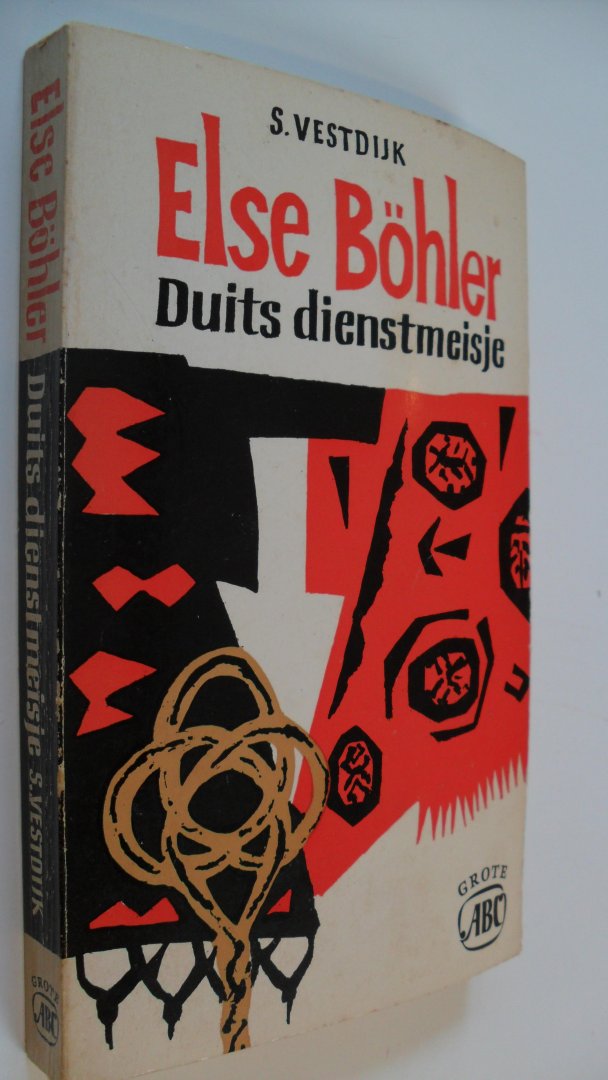 S. VESTDIJK
Else Böhler
Duits dienstmeisje
GROTE
ABC
Else Böhler Duits dienstmeisje S. VESTDIJK
GROTE
ABC